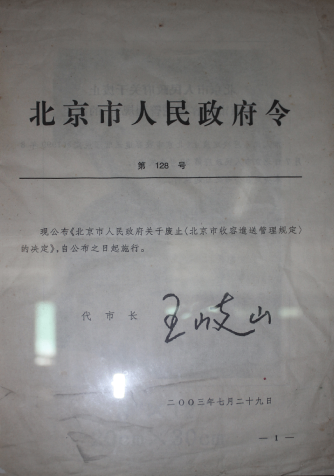 北京市人民政府令
第 128 号
现公布《北京市人民政府关于废止〈北京市收容遣送管理规定〉
的决定》，自公布之日起施行。
代 市 长 王岐山
二〇〇三年七月二十九日
— 1 —